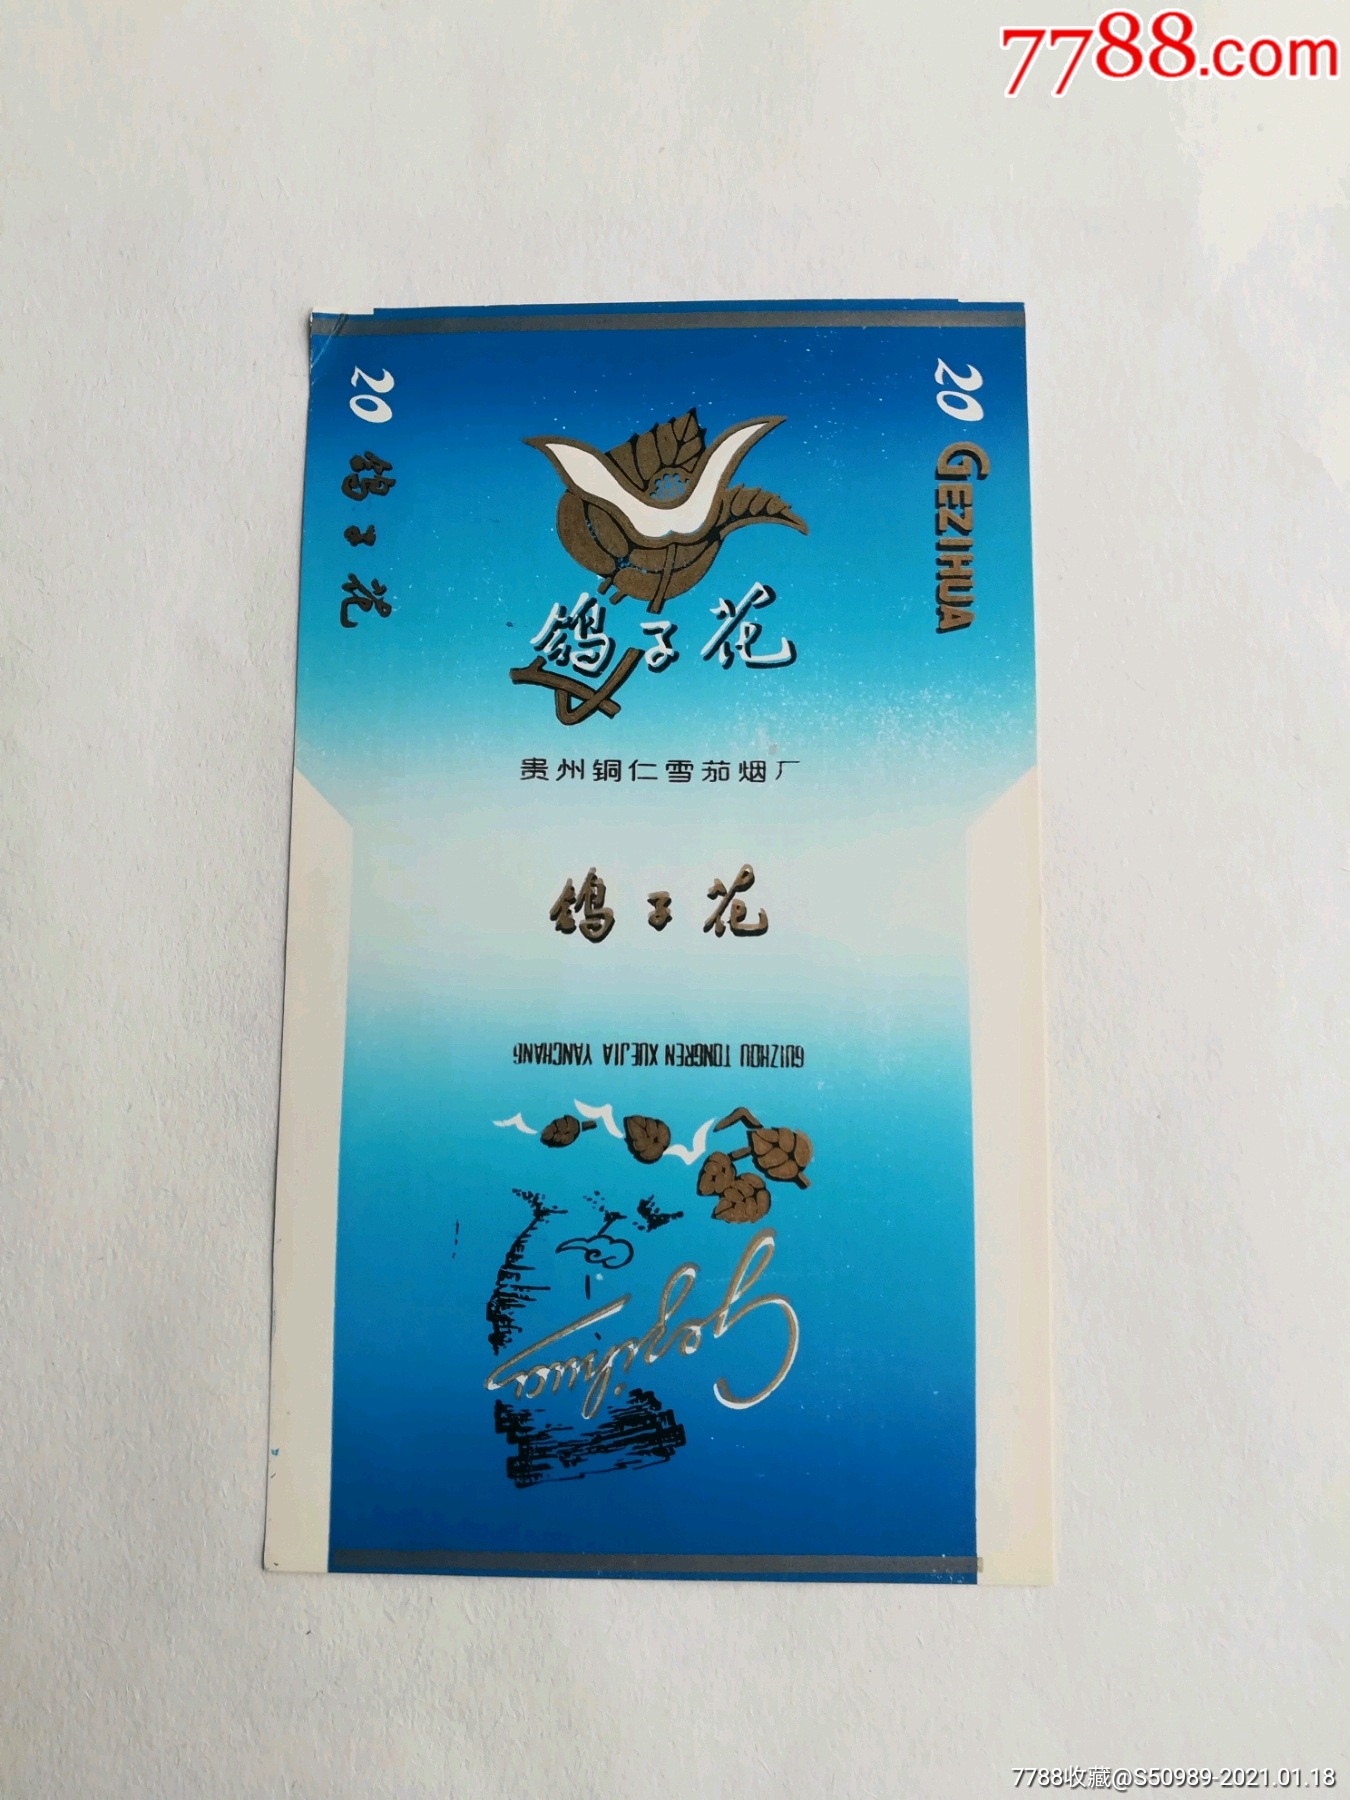 7788.com
20 鸽子花
20 GEZIHUA
鸽子花
贵州铜仁雪茄烟厂
鸽子花
GUIZHOU TONGREN XUEJIA YANCHANG
Gezihua
7788收藏@S50989-2021.01.18